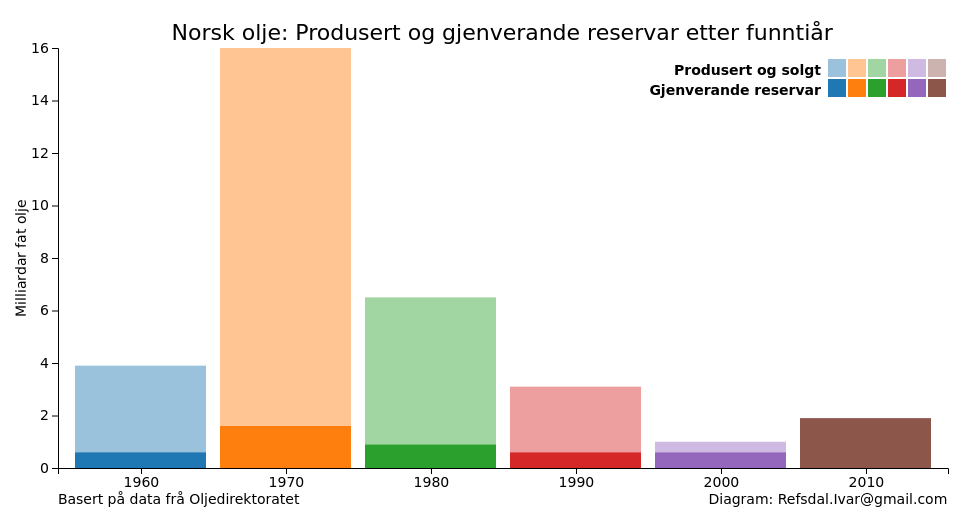 Norsk olje: Produsert og gjenverande reservar etter funntiår
Produsert og solgt
Gjenverande reservar
Milliardar fat olje
16
14
12
10
8
6
4
2
0
1960 1970 1980 1990 2000 2010
Basert på data frå Oljedirektoratet
Diagram: Refsdal.Ivar@gmail.com